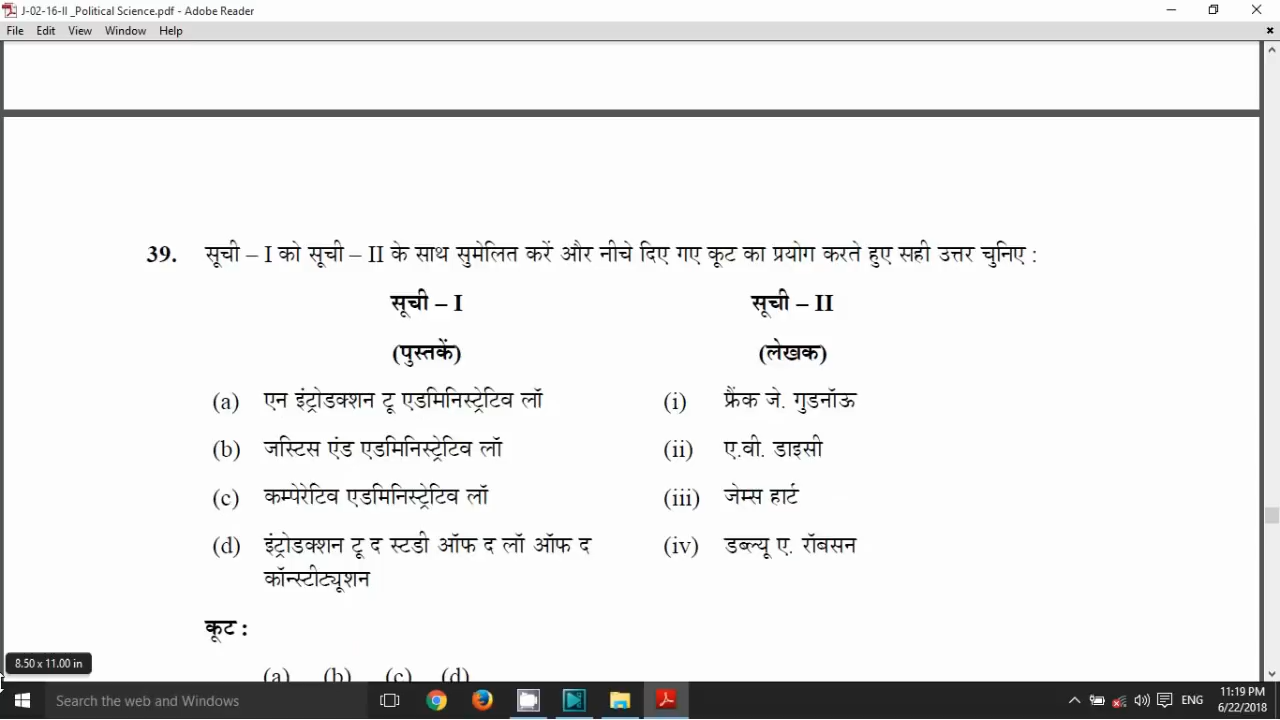 J-02-16-II _Political Science.pdf - Adobe Reader
File Edit View Window Help
39. सूची – I को सूची – II के साथ सुमेलित करें और नीचे दिए गए कूट का प्रयोग करते हुए सही उत्तर चुनिए :
सूची – I सूची – II
(पुस्तकें) (लेखक)
(a) एन इंट्रोडक्शन टू एडमिनिस्ट्रेटिव लॉ (i) फ्रैंक जे. गुडनॉऊ
(b) जस्टिस एंड एडमिनिस्ट्रेटिव लॉ (ii) ए.वी. डाइसी
(c) कम्पेरेटिव एडमिनिस्ट्रेटिव लॉ (iii) जेम्स हार्ट
(d) इंट्रोडक्शन टू द स्टडी ऑफ द लॉ ऑफ द (iv) डब्ल्यू ए. रॉबसन
कॉन्स्टीट्यूशन
कूट :
8.50 x 11.00 in
(a) (b) (c) (d)
Search the web and Windows
ENG
11:19 PM
6/22/2018